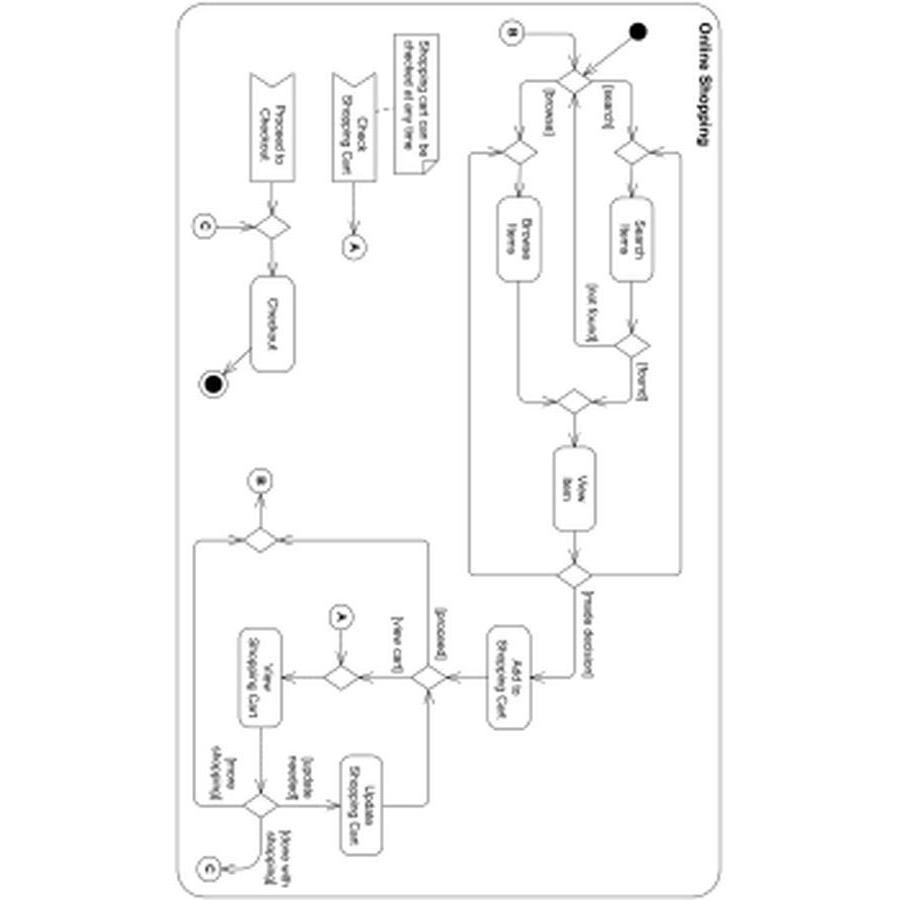 Online Shopping
[search]
Search
Items
[not found]
[found]
B
[browse]
Browse
Items
View
Item
[made decision]
Add to
Shopping Cart
Shopping cart can be
checked at any time
Check
Shopping Cart
A
Proceed to
Checkout
C
Checkout
[proceed]
[view cart]
A
B
View
Shopping Cart
[update
needed]
Update
Shopping Cart
[more
shopping]
[done with
shopping]
C